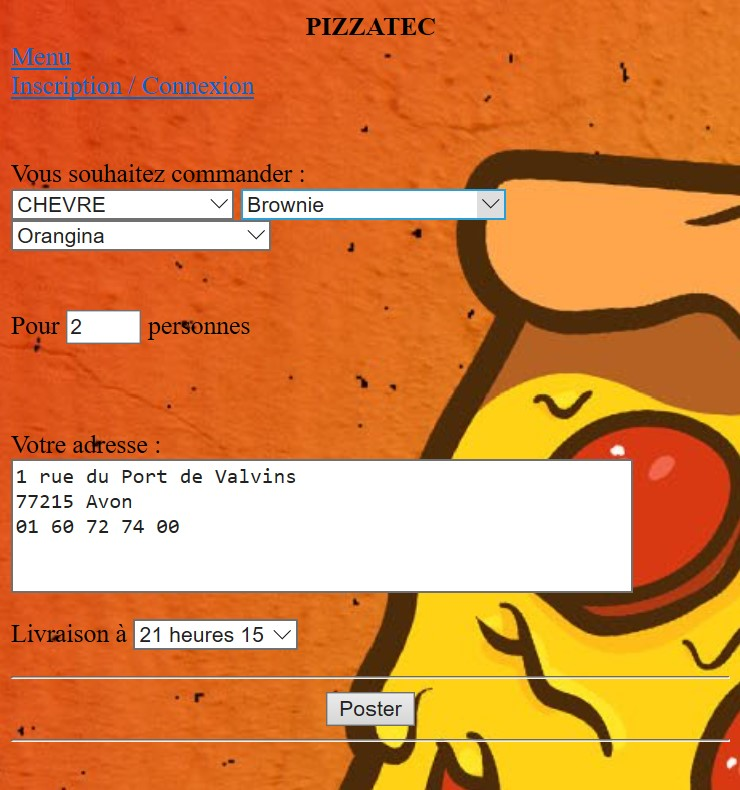 PIZZATEC
Menu
Inscription / Connexion
Vous souhaitez commander :
CHEVRE Brownie
Orangina
Pour 2 personnes
Votre adresse :
1 rue du Port de Valvins
77215 Avon
01 60 72 74 00
Livraison à 21 heures 15
Poster